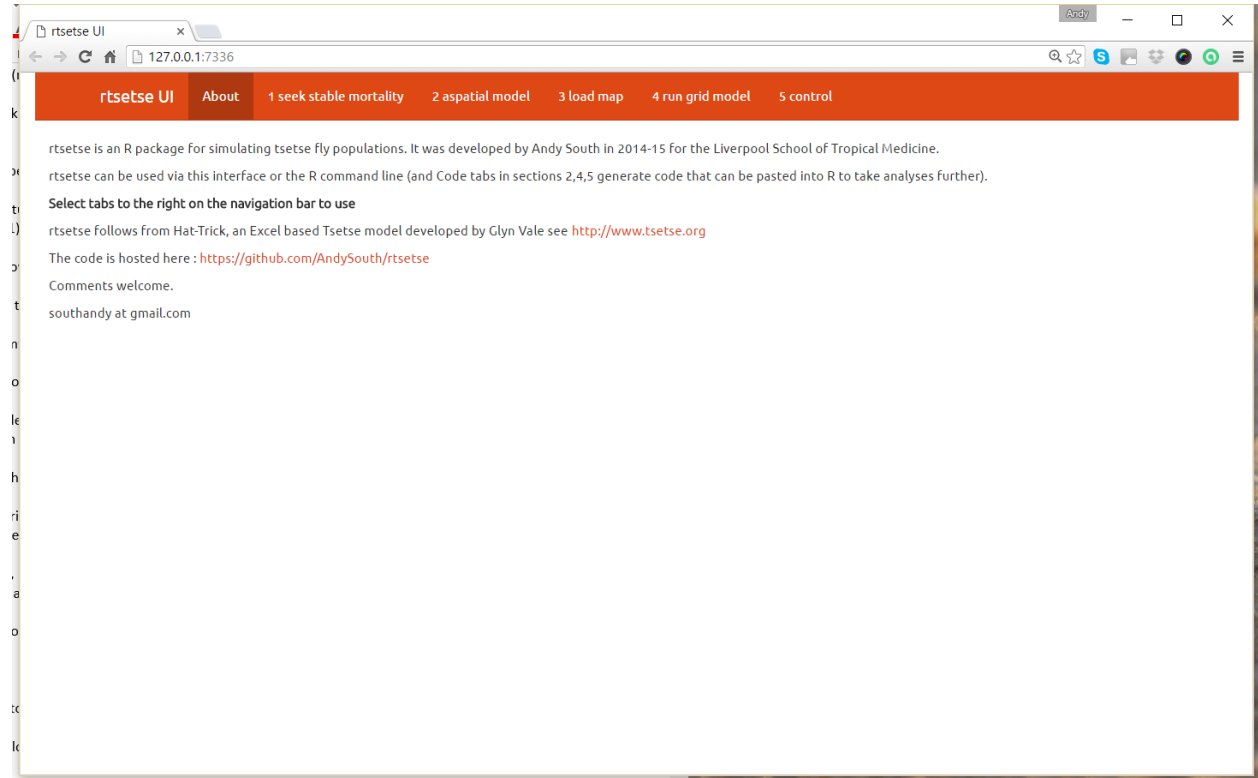 Andy
rtsetse UI
127.0.0.1:7336
rtsetse UI About 1 seek stable mortality 2 aspatial model 3 load map 4 run grid model 5 control
rtsetse is an R package for simulating tsetse fly populations. It was developed by Andy South in 2014-15 for the Liverpool School of Tropical Medicine.
rtsetse can be used via this interface or the R command line (and Code tabs in sections 2,4,5 generate code that can be pasted into R to take analyses further).
Select tabs to the right on the navigation bar to use
rtsetse follows from Hat-Trick, an Excel based Tsetse model developed by Glyn Vale see http://www.tsetse.org
The code is hosted here : https://github.com/AndySouth/rtsetse
Comments welcome.
southandy at gmail.com